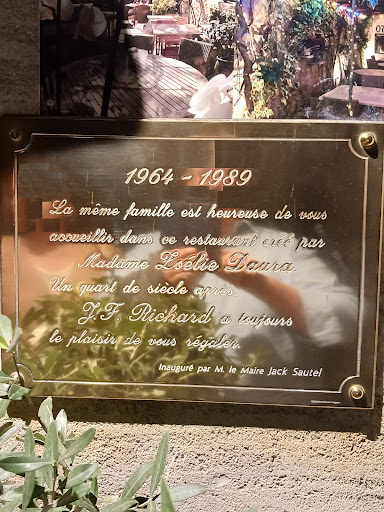 1964 - 1989
La même famille est heureuse de vous
accueillir dans ce restaurant créé par
Madame Zoélie Daura.
Un quart de siècle après.
J.F. Richard a toujours
le plaisir de vous régaler.
Inauguré par M. le Maire Jack Sautel